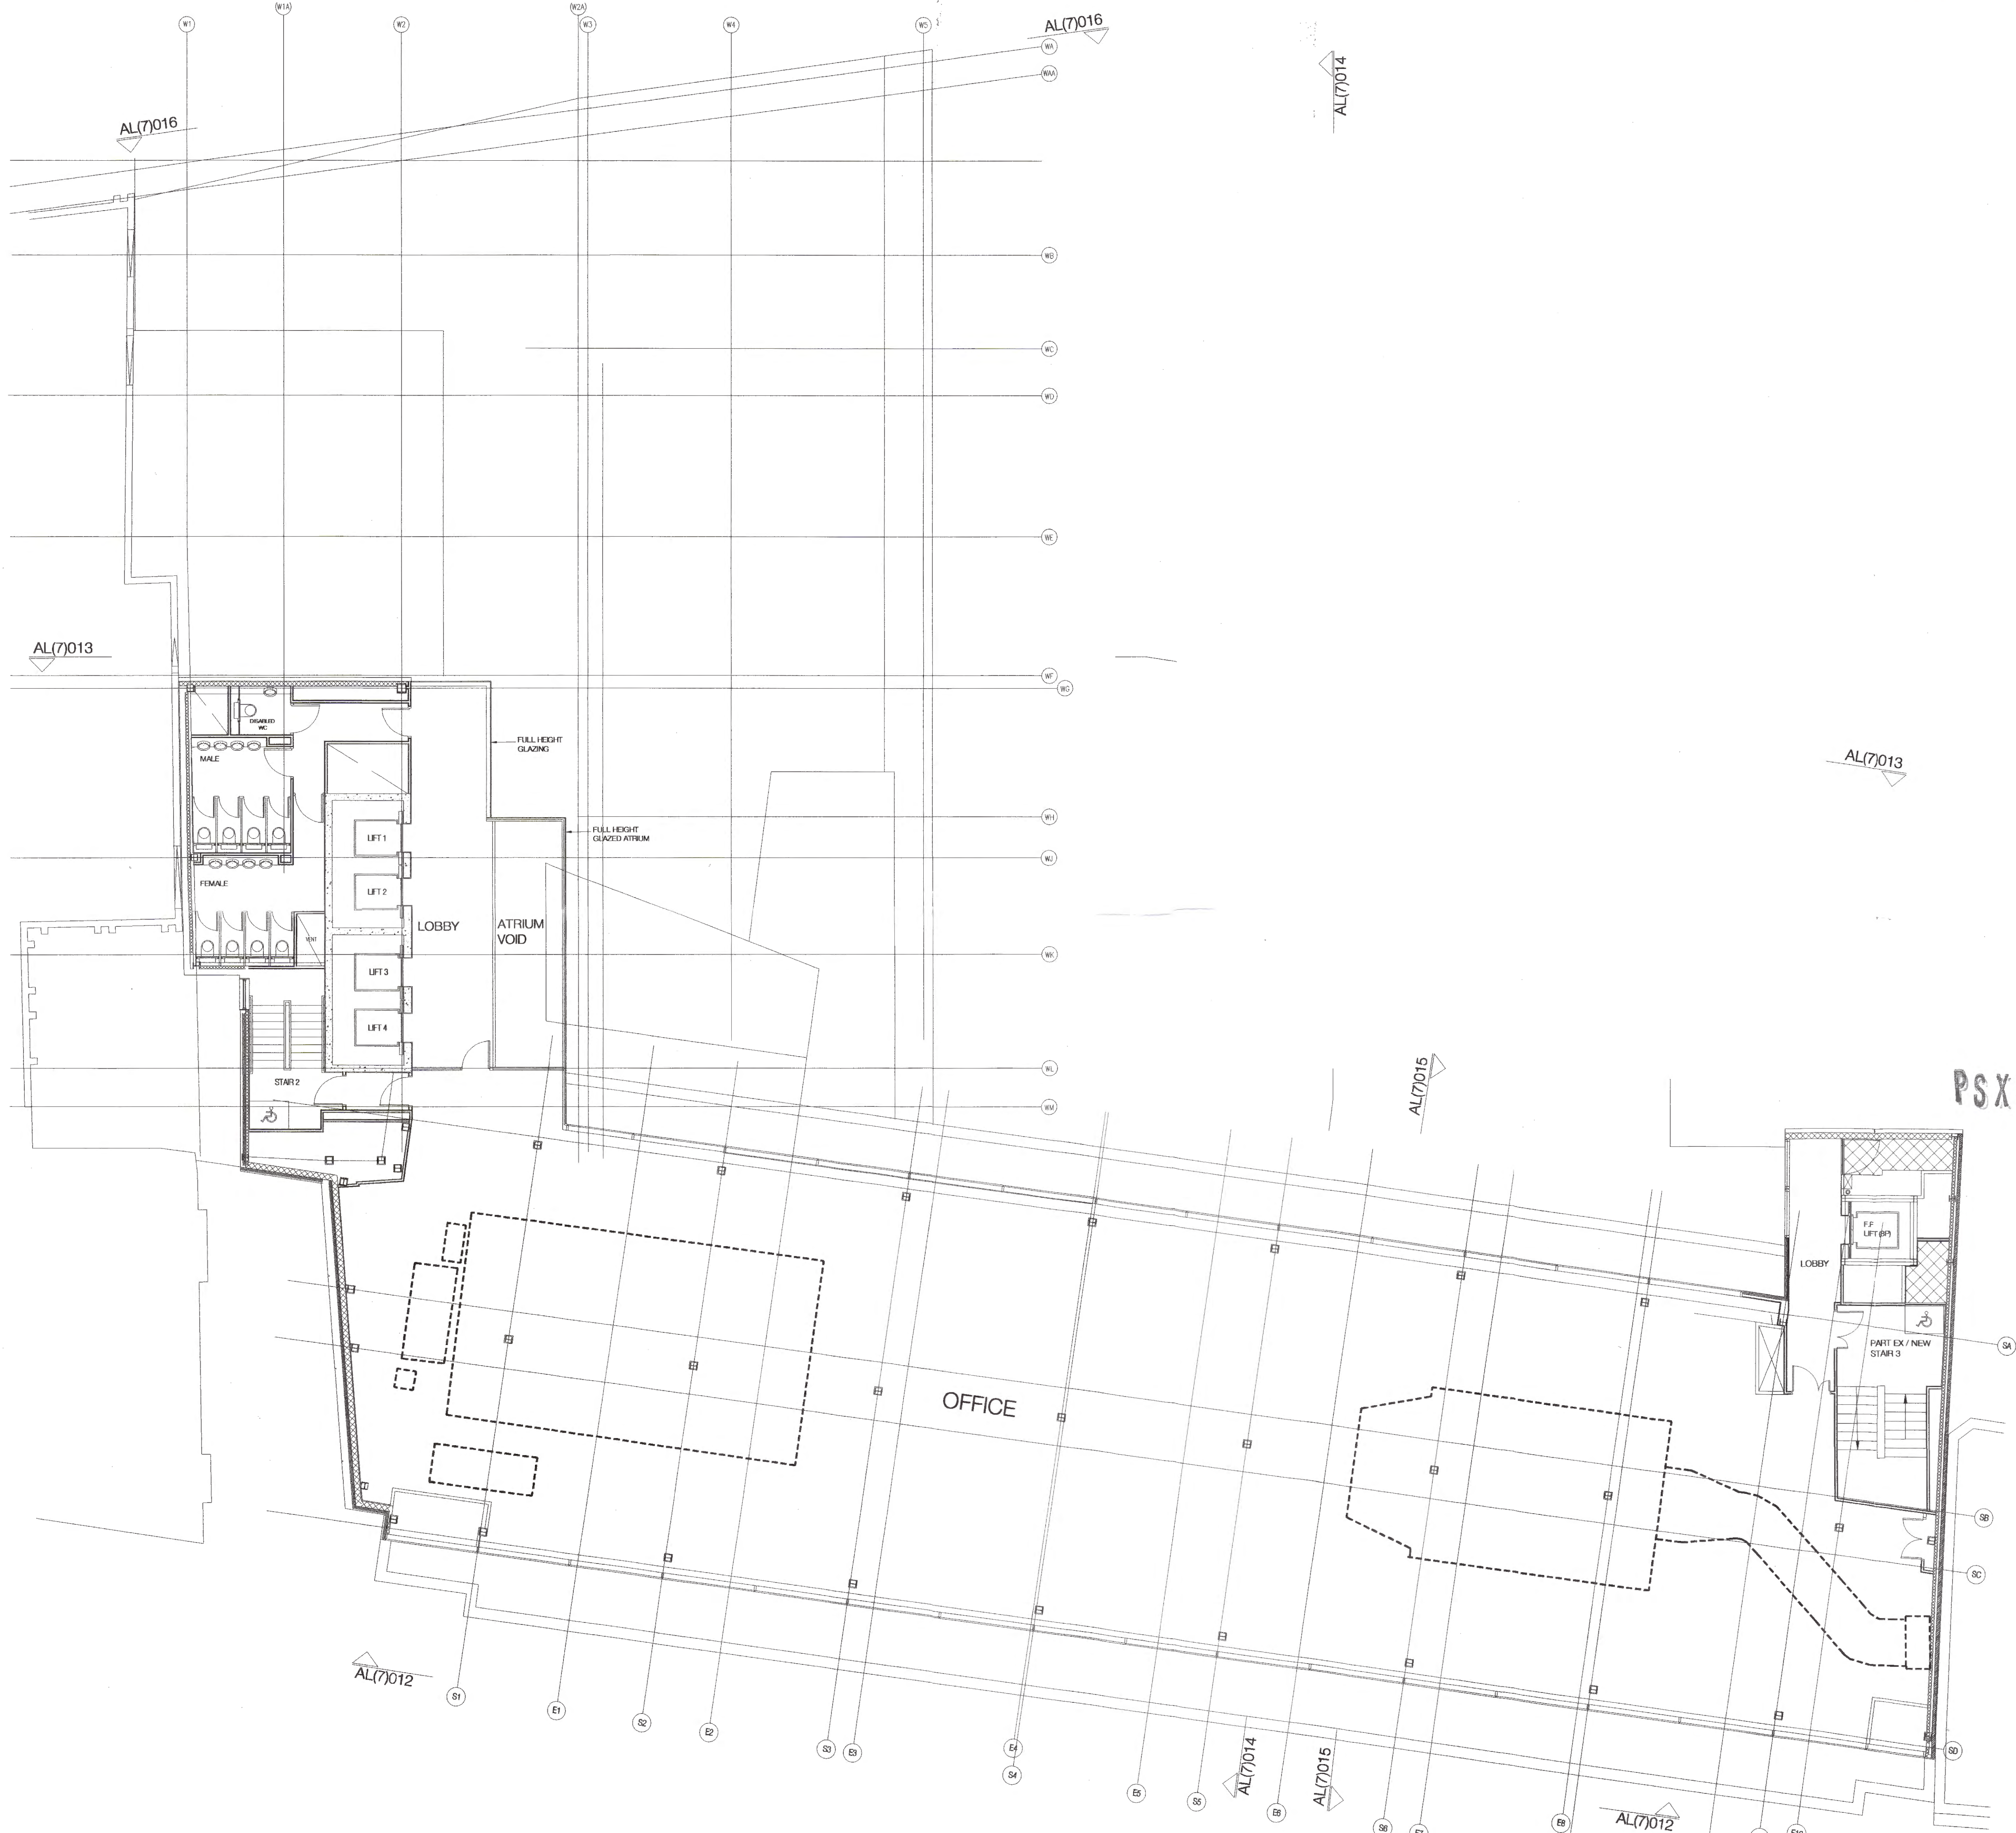 W1
(W1A)
W2
(W2A)
W3
W4
W5
AL(7)016
WA
WAA
AL(7)014
AL(7)016
WB
WC
WD
WE
AL(7)013
WF
WG
DISABLED
WC
MALE
FULL HEIGHT
GLAZING
AL(7)013
WH
FULL HEIGHT
GLAZED ATRIUM
LIFT 1
WJ
FEMALE
LIFT 2
LOBBY
ATRIUM
VOID
VENT
WK
LIFT 3
LIFT 4
WL
STAIR 2
WM
AL(7)015
PSX
F.F
LIFT (8P)
LOBBY
PART EX / NEW
STAIR 3
SA
OFFICE
SB
SC
AL(7)012
S1
E1
S2
E2
S3
E3
E4
S4
E5
S5
AL(7)014
E6
AL(7)015
S6
E7
E8
AL(7)012
SD
E10